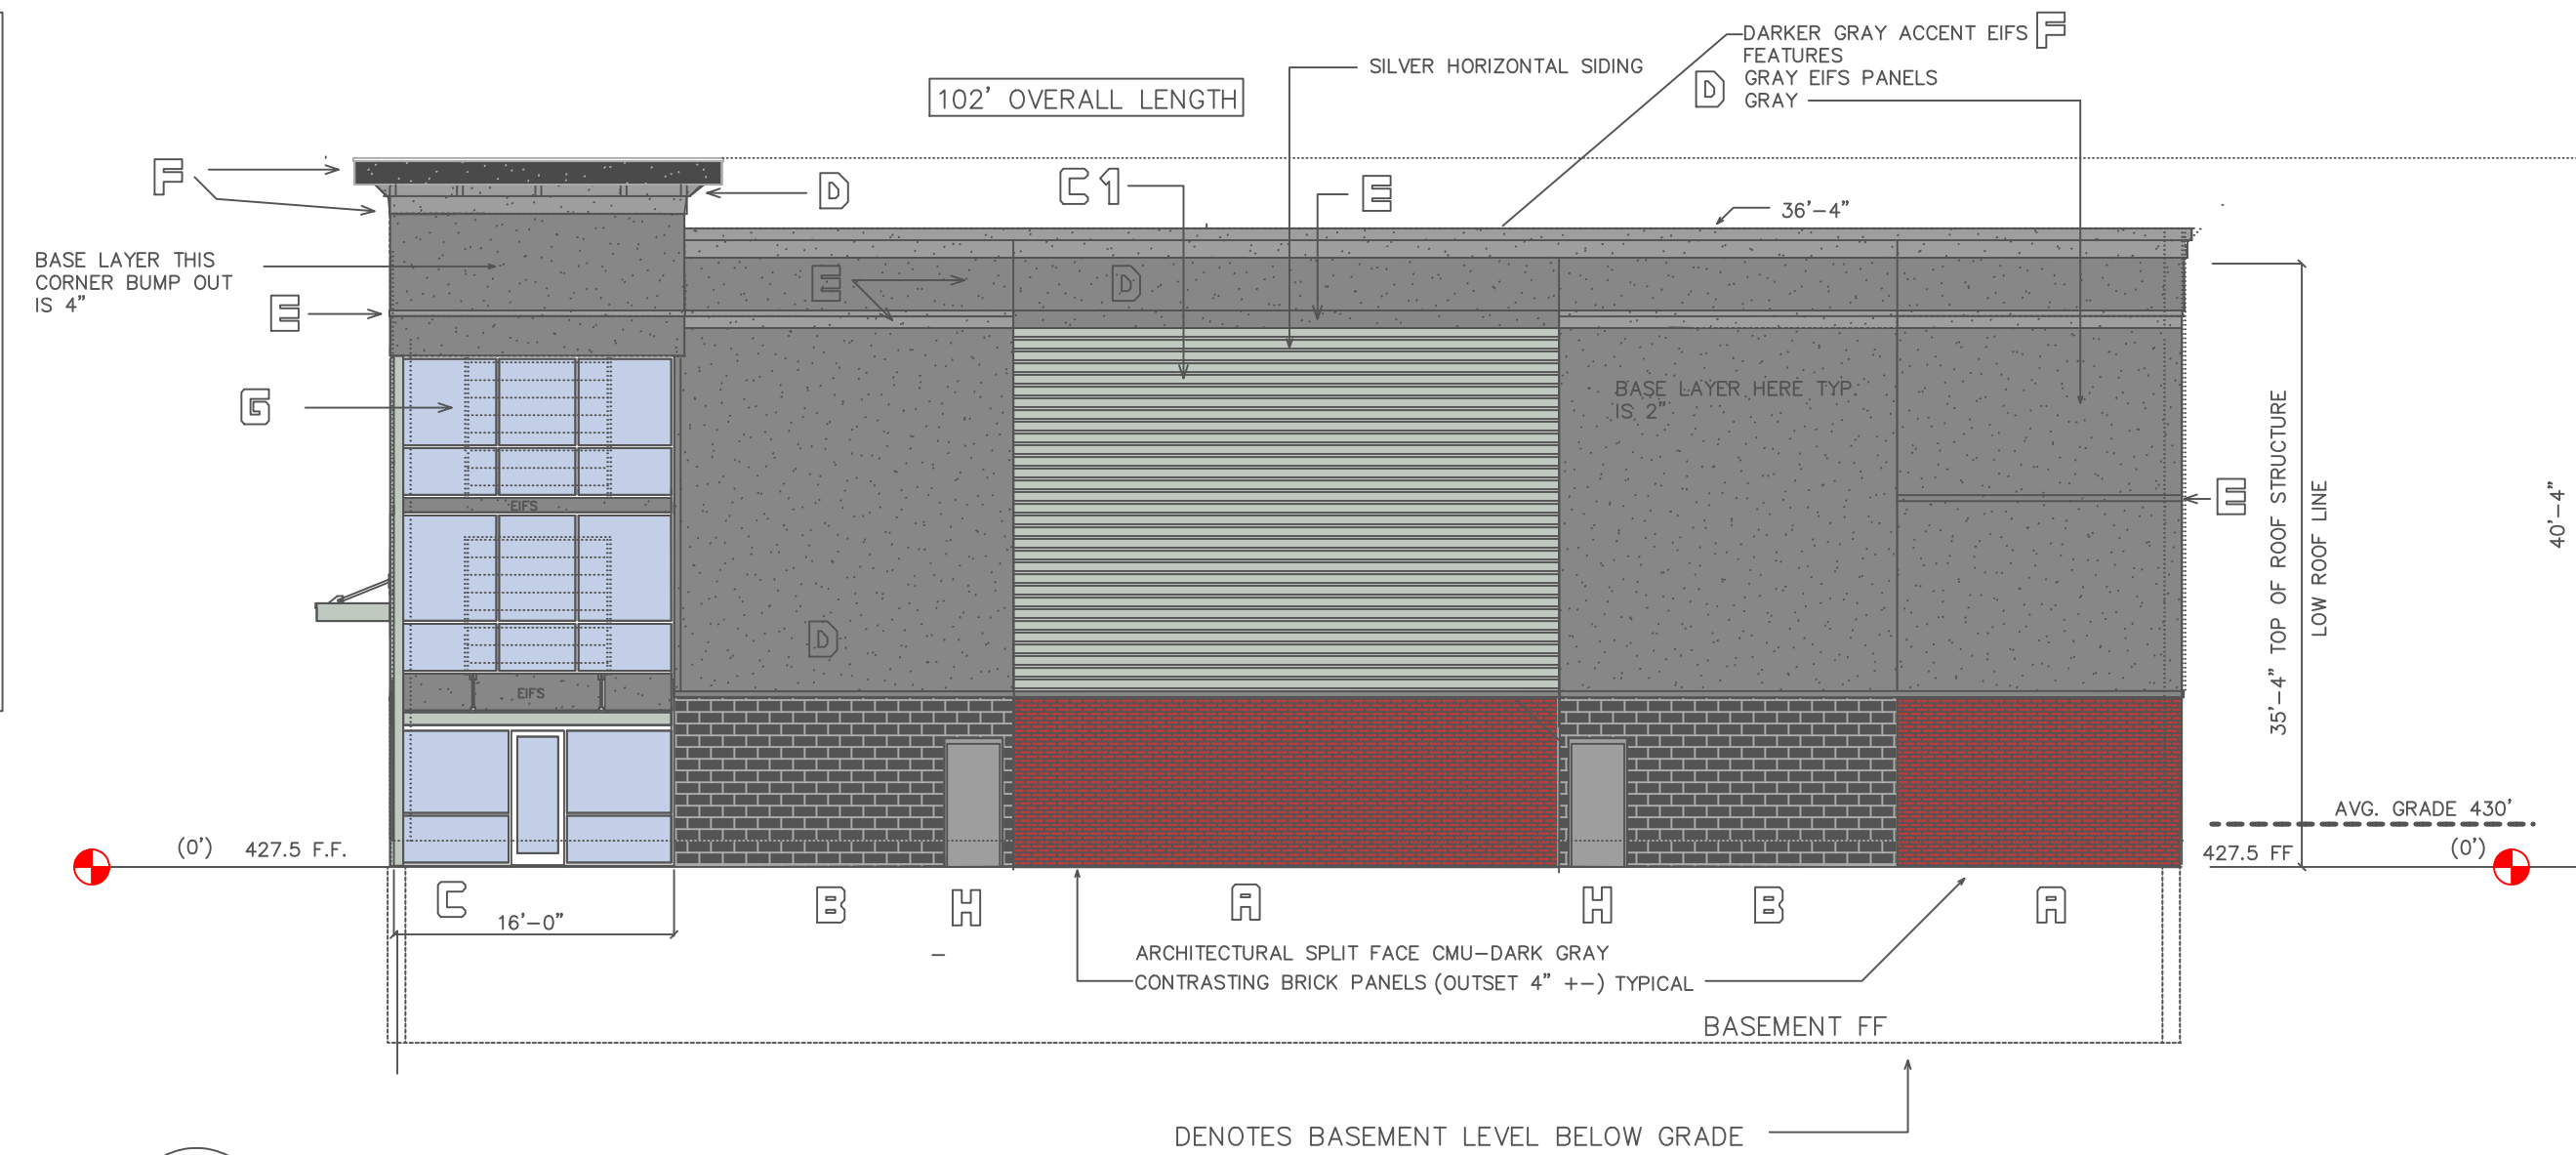 DARKER GRAY ACCENT EIFS F
FEATURES
D GRAY EIFS PANELS
GRAY
SILVER HORIZONTAL SIDING
102' OVERALL LENGTH
F
D
C1
E
36'-4"
BASE LAYER THIS
CORNER BUMP OUT
IS 4"
E
E
D
G
BASE LAYER HERE TYP.
IS 2"
EIFS
E
35'-4" TOP OF ROOF STRUCTURE
LOW ROOF LINE
40'-4"
D
EIFS
AVG. GRADE 430'
(0') 427.5 F.F.
427.5 FF (0')
C
16'-0"
B
H
A
H
B
A
ARCHITECTURAL SPLIT FACE CMU-DARK GRAY
CONTRASTING BRICK PANELS (OUTSET 4" +-) TYPICAL
BASEMENT FF
DENOTES BASEMENT LEVEL BELOW GRADE